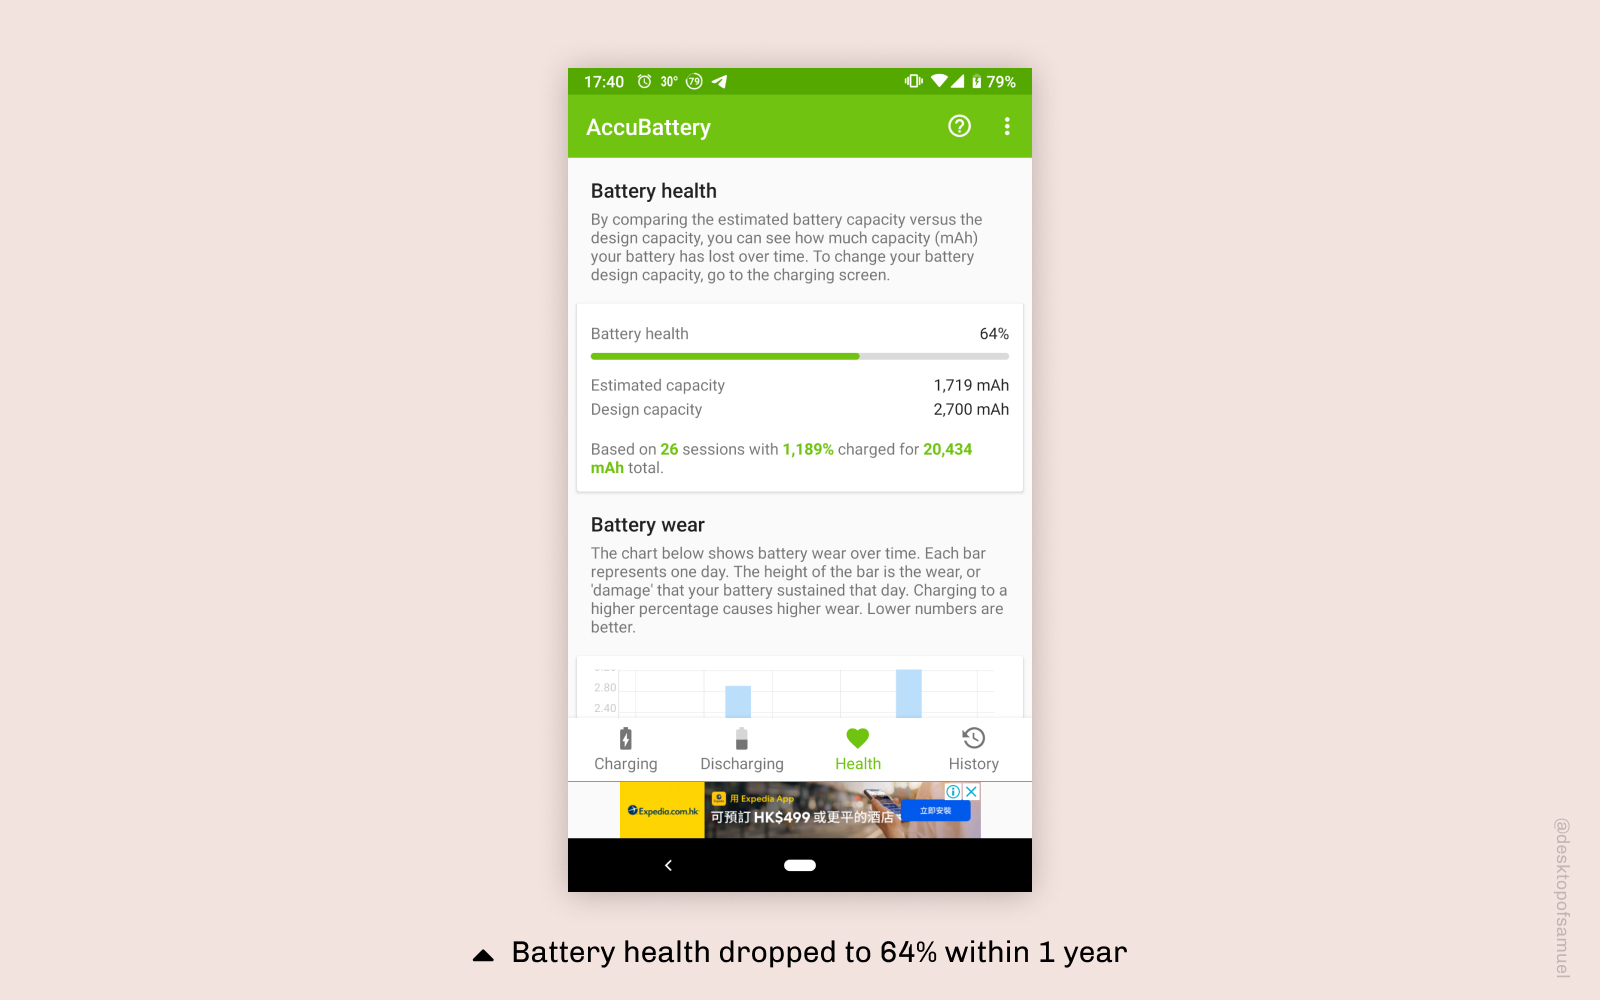 17:40 30° 79 79%
AccuBattery
Battery health
By comparing the estimated battery capacity versus the
design capacity, you can see how much capacity (mAh)
your battery has lost over time. To change your battery
design capacity, go to the charging screen.
Battery health 64%
Estimated capacity 1,719 mAh
Design capacity 2,700 mAh
Based on 26 sessions with 1,189% charged for 20,434
mAh total.
Battery wear
The chart below shows battery wear over time. Each bar
represents one day. The height of the bar is the wear, or
'damage' that your battery sustained that day. Charging to a
higher percentage causes higher wear. Lower numbers are
better.
2.80
2.40
Charging Discharging Health History
Expedia.com.hk
用 Expedia App
可預訂 HK$499 或更平的酒店
立即安裝
Battery health dropped to 64% within 1 year
@desktopofsamuel